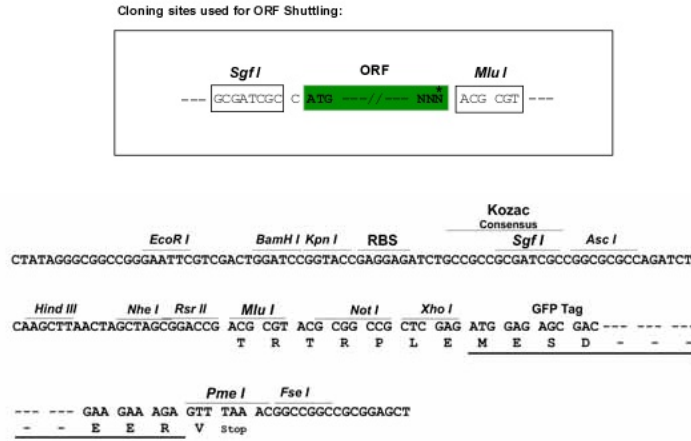 Cloning sites used for ORF Shuttling:
Sgf I ORF Mlu I
--- GCGATCGC C ATG ---//--- NNN* ACG CGT ---
Kozac
Consensus
EcoR I BamH I Kpn I RBS Sgf I Asc I
CTATAGGGCGGCCGGGAATTCGTCGACTGGATCCGGTACCGAGGAGATCTGCCGCCGCGATCGCCGGCGCGCCAGATCT
Hind III Nhe I Rsr II Mlu I Not I Xho I GFP Tag
CAAGCTTAACTAGCTAGCGGACCG ACG CGT ACG CGG CCG CTC GAG ATG GAG AGC GAC--- --- ---
T R T R P L E M E S D - - -
Pme I Fse I
--- --- GAA GAA AGA GTT TAA ACGGCCGGCCGCGGAGCT
- - E E R V Stop